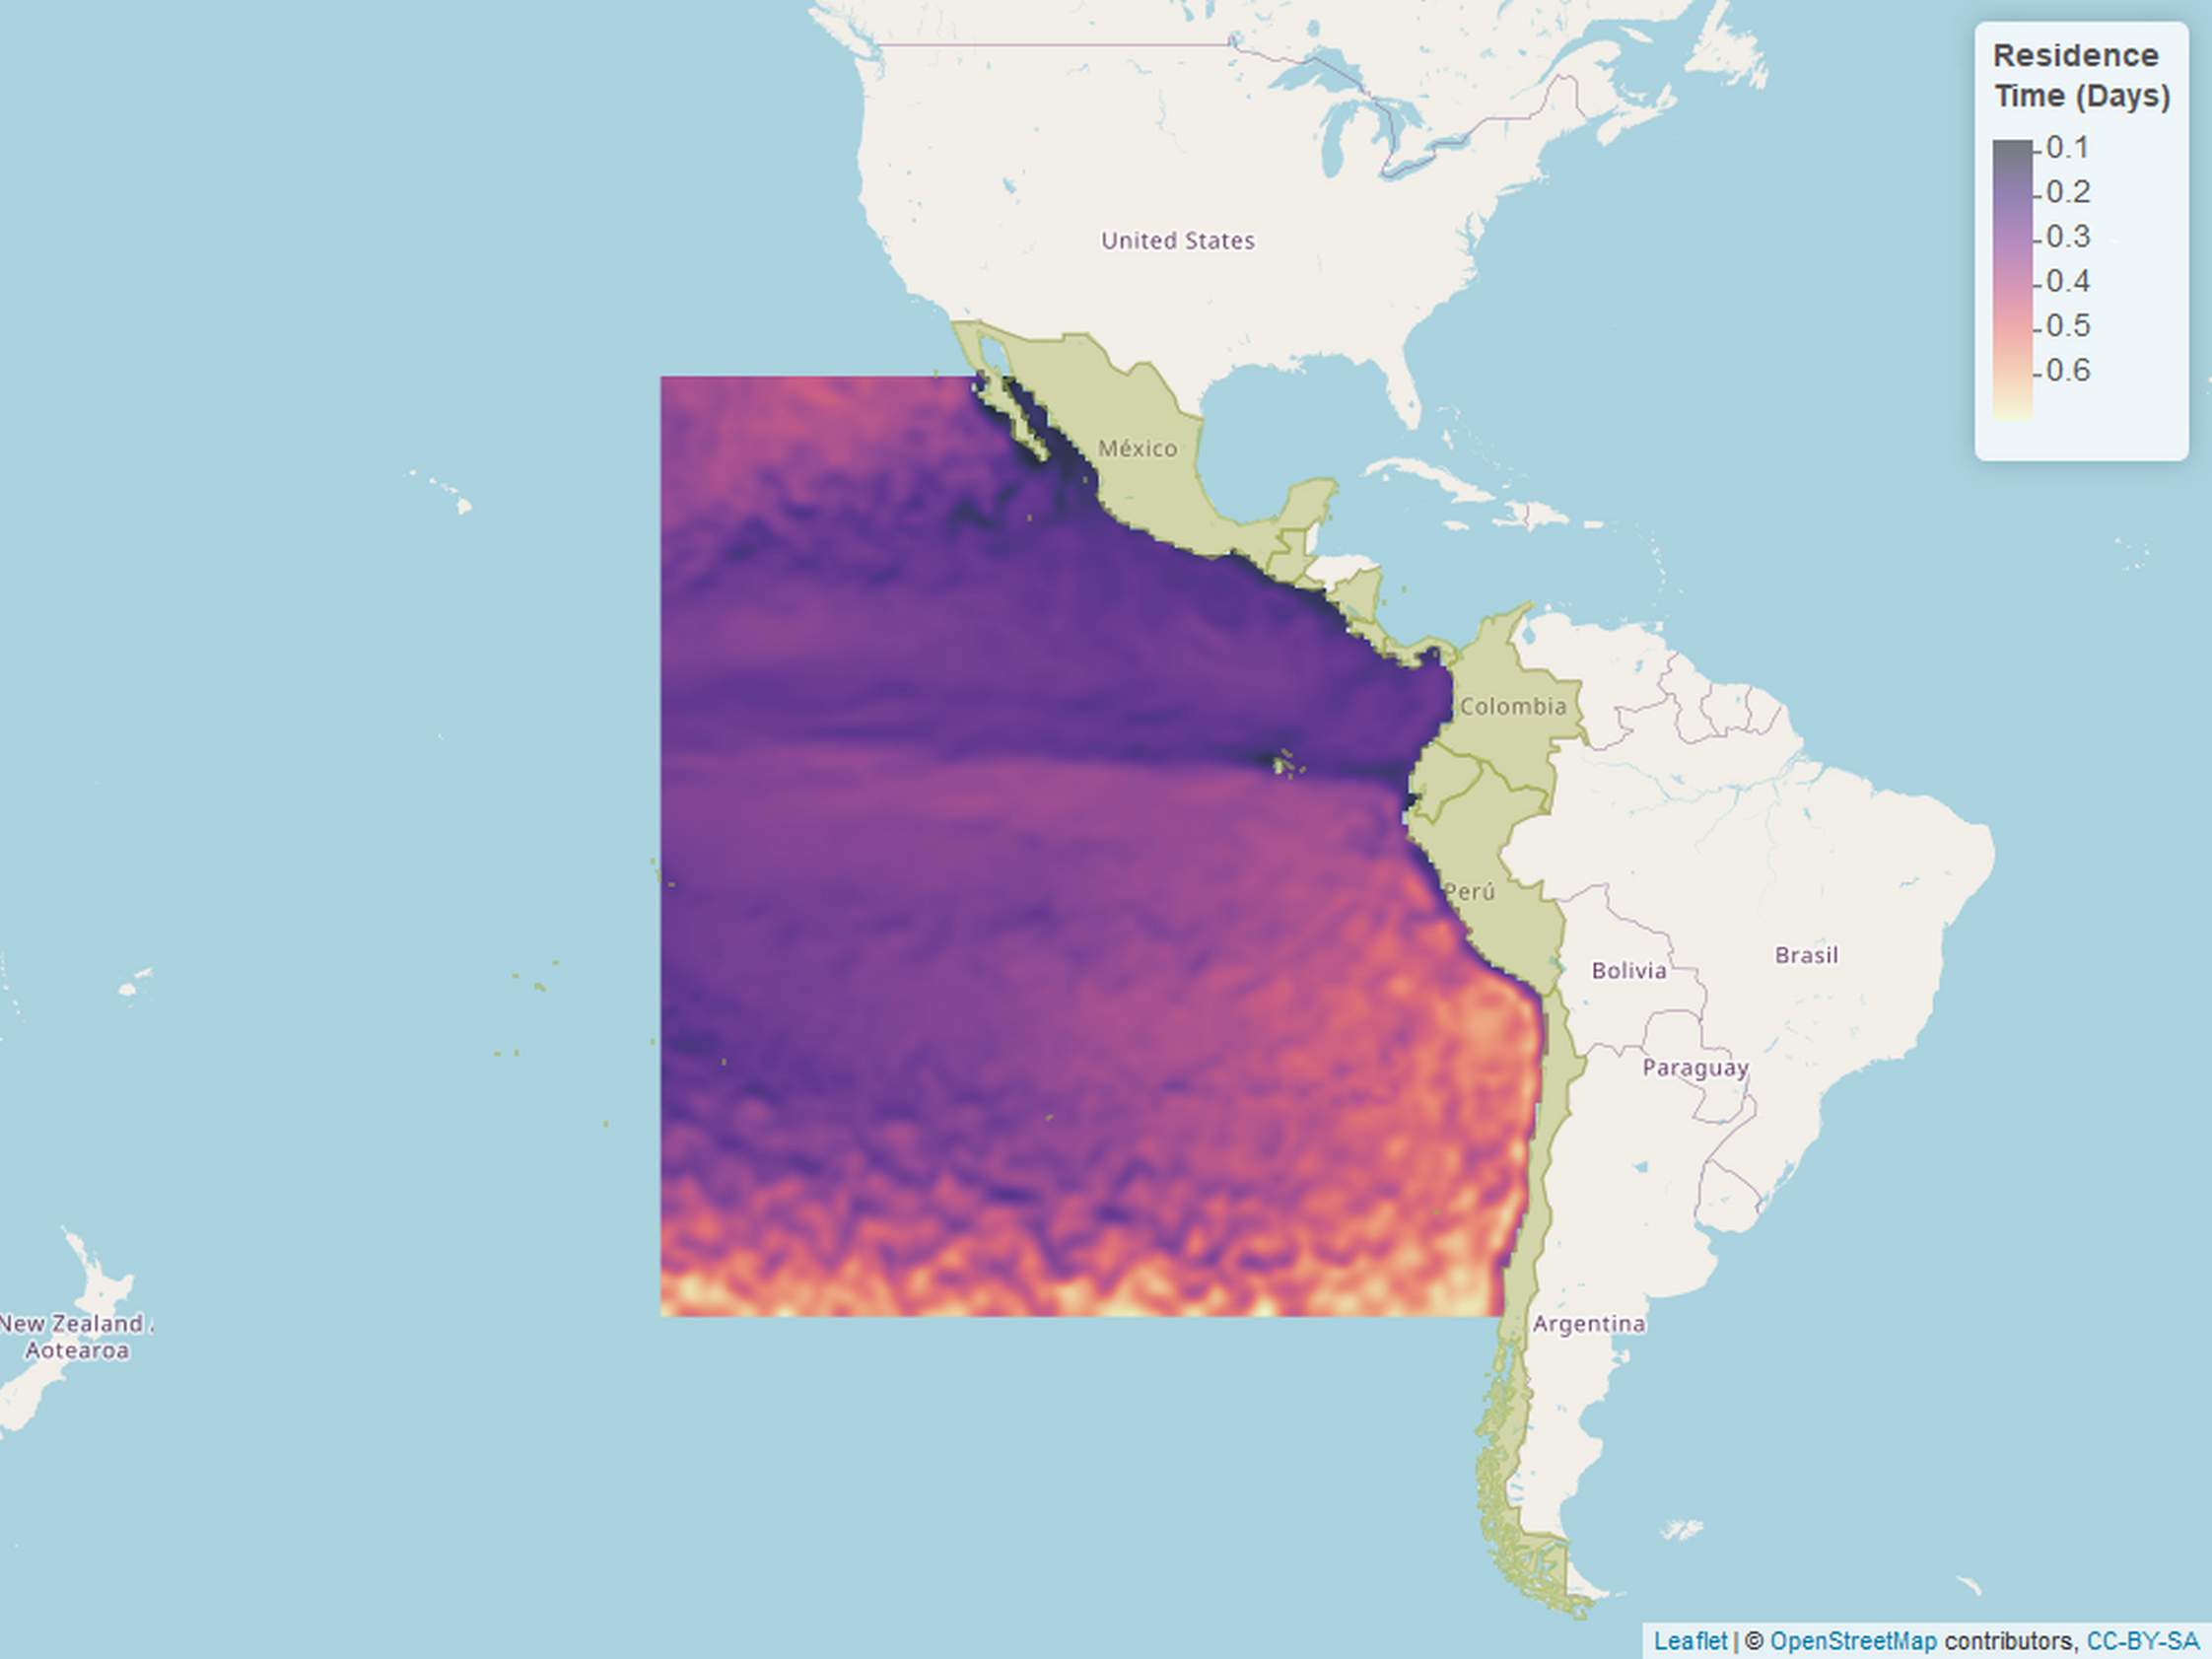 Residence
Time (Days)
0.1
0.2
0.3
0.4
0.5
0.6
United States
México
Colombia
Perú
Bolivia
Brasil
Paraguay
Argentina
New Zealand /
Aotearoa
Leaflet | © OpenStreetMap contributors, CC-BY-SA